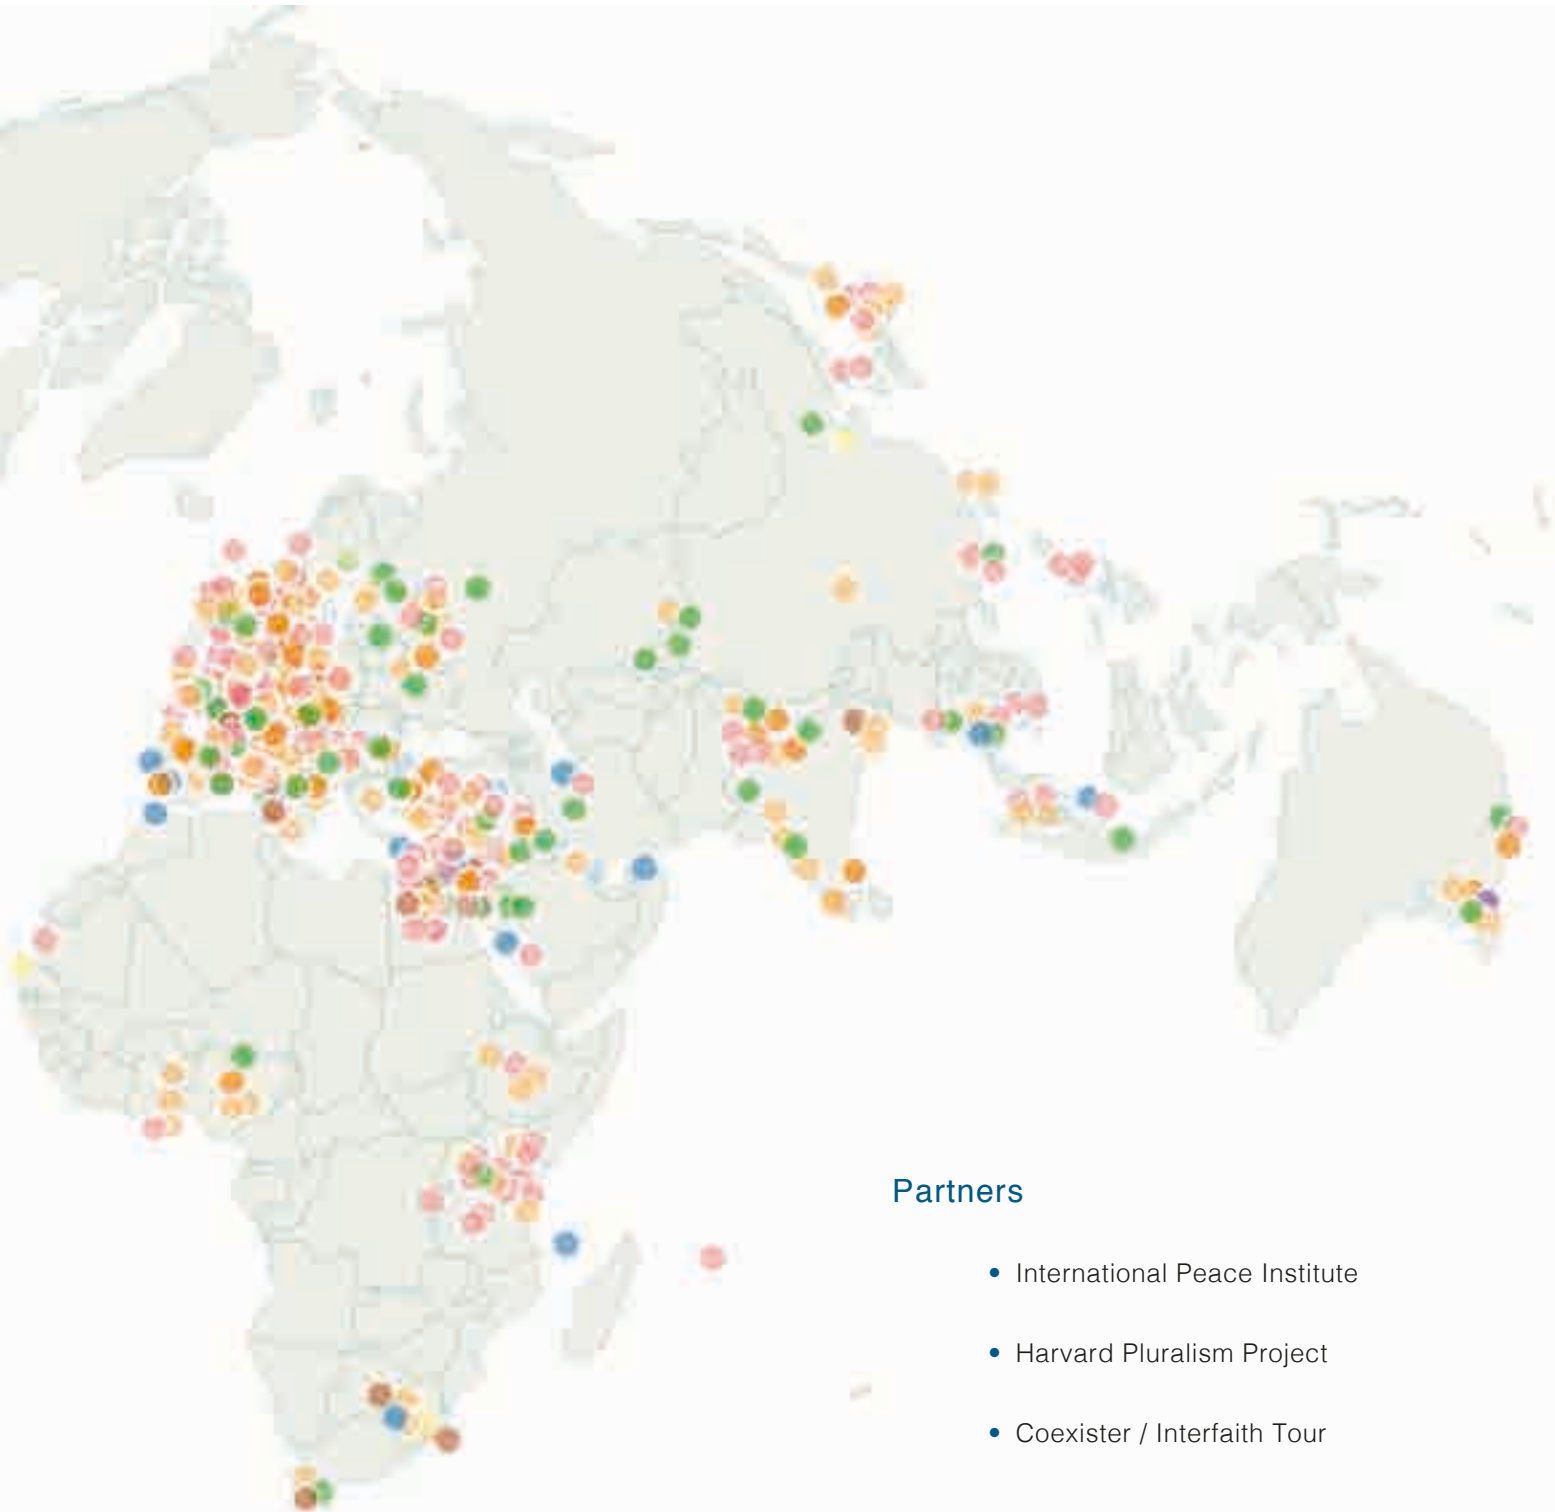 Partners
• International Peace Institute
• Harvard Pluralism Project
• Coexister / Interfaith Tour